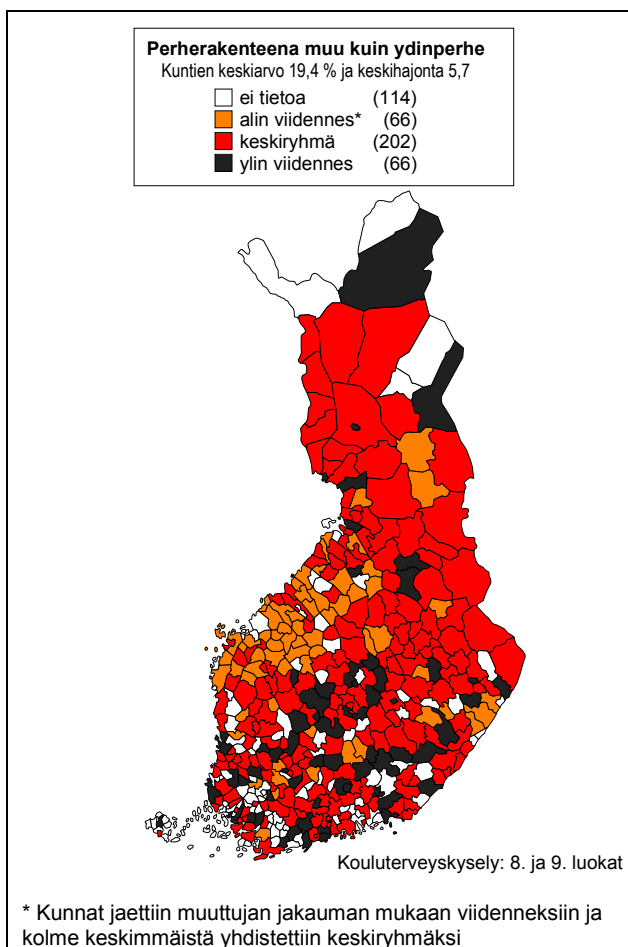 Perherakenteena muu kuin ydinperhe
Kuntien keskiarvo 19,4 % ja keskihajonta 5,7
ei tietoa (114)
alin viidennes* (66)
keskiryhmä (202)
ylin viidennes (66)
Kouluterveyskysely: 8. ja 9. luokat
* Kunnat jaettiin muuttujan jakauman mukaan viidenneksiin ja
kolme keskimmäistä yhdistettiin keskiryhmäksi